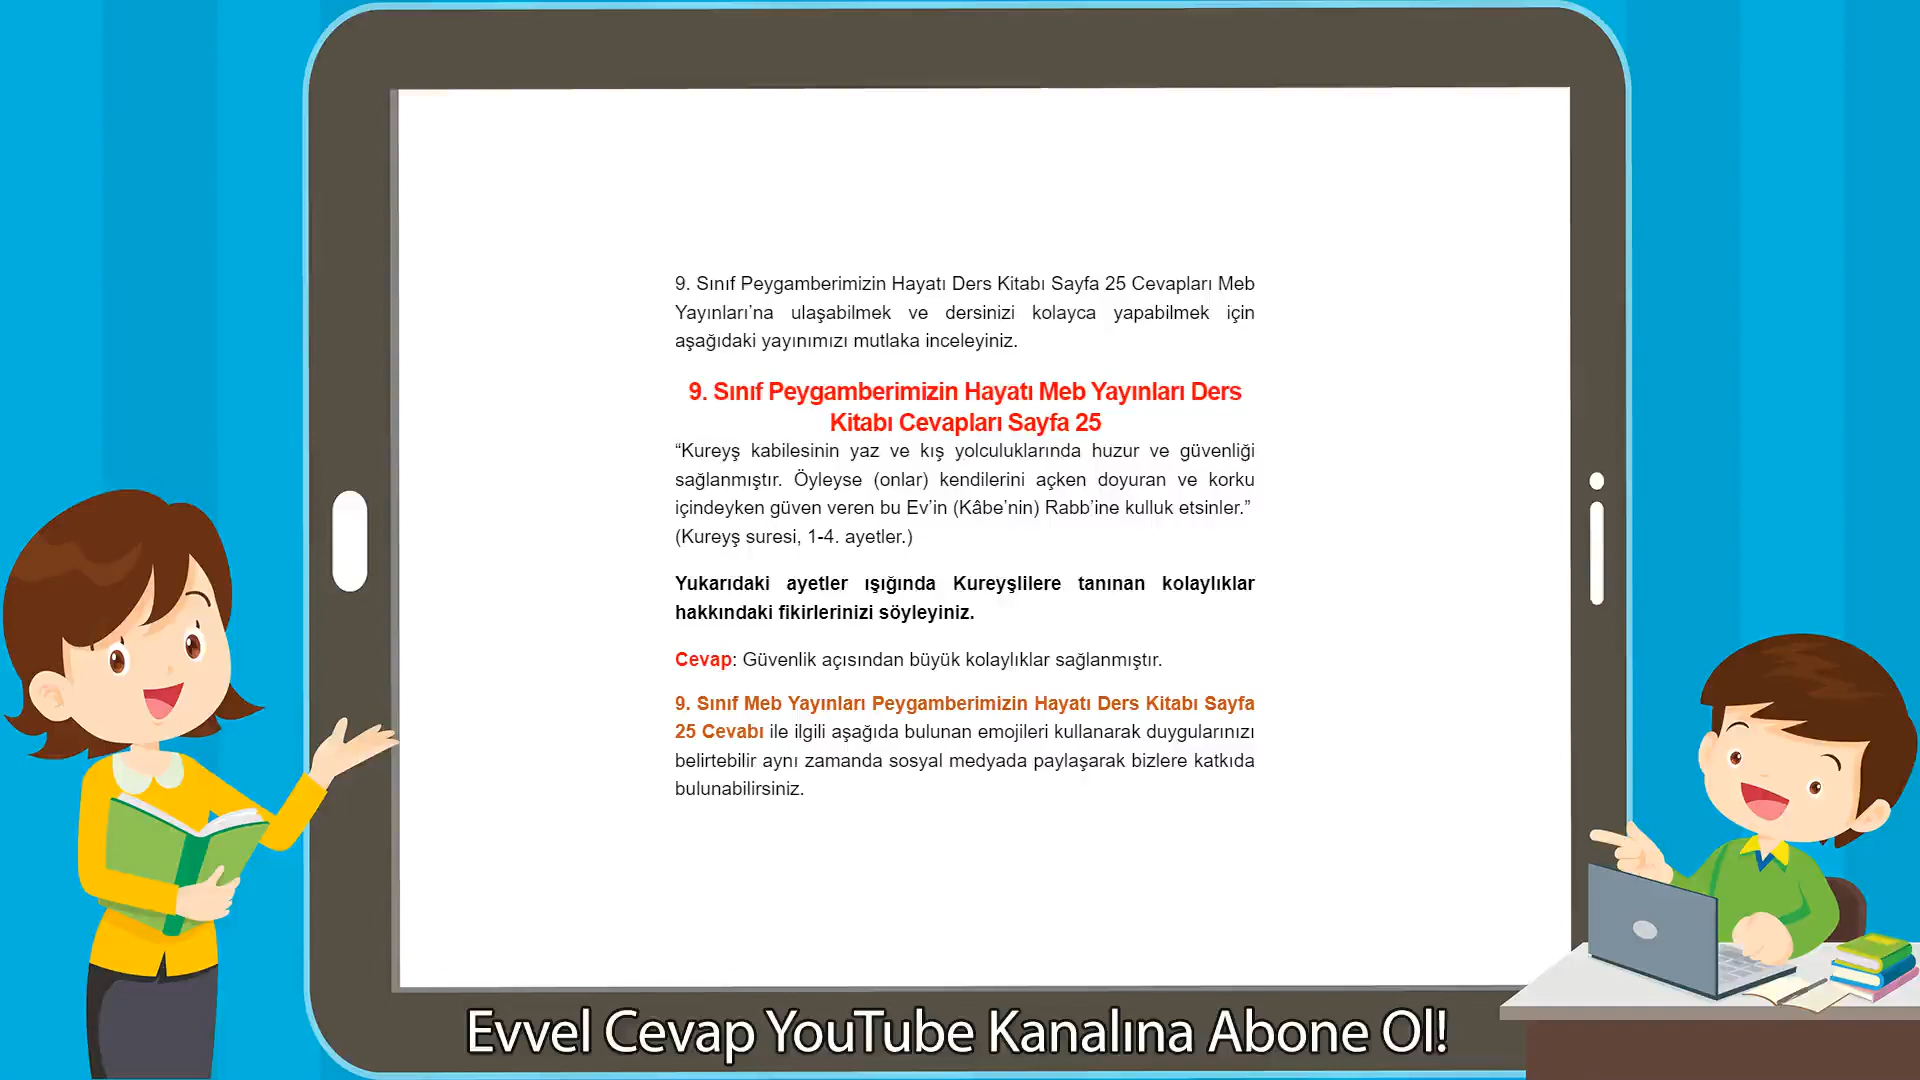 9. Sınıf Peygamberimizin Hayatı Ders Kitabı Sayfa 25 Cevapları Meb
Yayınları’na ulaşabilmek ve dersinizi kolayca yapabilmek için
aşağıdaki yayınımızı mutlaka inceleyiniz.
9. Sınıf Peygamberimizin Hayatı Meb Yayınları Ders
Kitabı Cevapları Sayfa 25
“Kureyş kabilesinin yaz ve kış yolculuklarında huzur ve güvenliği
sağlanmıştır. Öyleyse (onlar) kendilerini açken doyuran ve korku
içindeyken güven veren bu Ev’in (Kâbe’nin) Rabb’ine kulluk etsinler.”
(Kureyş suresi, 1-4. ayetler.)
Yukarıdaki ayetler ışığında Kureyşlilere tanınan kolaylıklar
hakkındaki fikirlerinizi söyleyiniz.
Cevap: Güvenlik açısından büyük kolaylıklar sağlanmıştır.
9. Sınıf Meb Yayınları Peygamberimizin Hayatı Ders Kitabı Sayfa
25 Cevabı ile ilgili aşağıda bulunan emojileri kullanarak duygularınızı
belirtebilir aynı zamanda sosyal medyada paylaşarak bizlere katkıda
bulunabilirsiniz.
Evvel Cevap YouTube Kanalına Abone Ol!